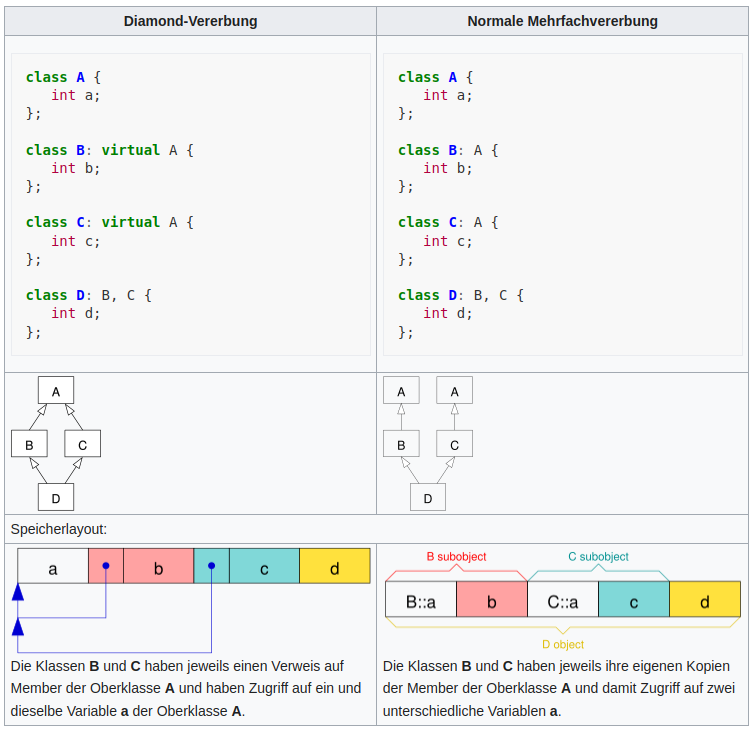 Diamond-Vererbung
class A {
   int a;
};
class B: virtual A {
   int b;
};
class C: virtual A {
   int c;
};
class D: B, C {
   int d;
};
Normale Mehrfachvererbung
class A {
   int a;
};
class B: A {
   int b;
};
class C: A {
   int c;
};
class D: B, C {
   int d;
};
A
B C
D
A A
B C
D
Speicherlayout:
a b c d
Die Klassen B und C haben jeweils einen Verweis auf
Member der Oberklasse A und haben Zugriff auf ein und
dieselbe Variable a der Oberklasse A.
B subobject C subobject
B::a b C::a c d
D object
Die Klassen B und C haben jeweils ihre eigenen Kopien
der Member der Oberklasse A und damit Zugriff auf zwei
unterschiedliche Variablen a.